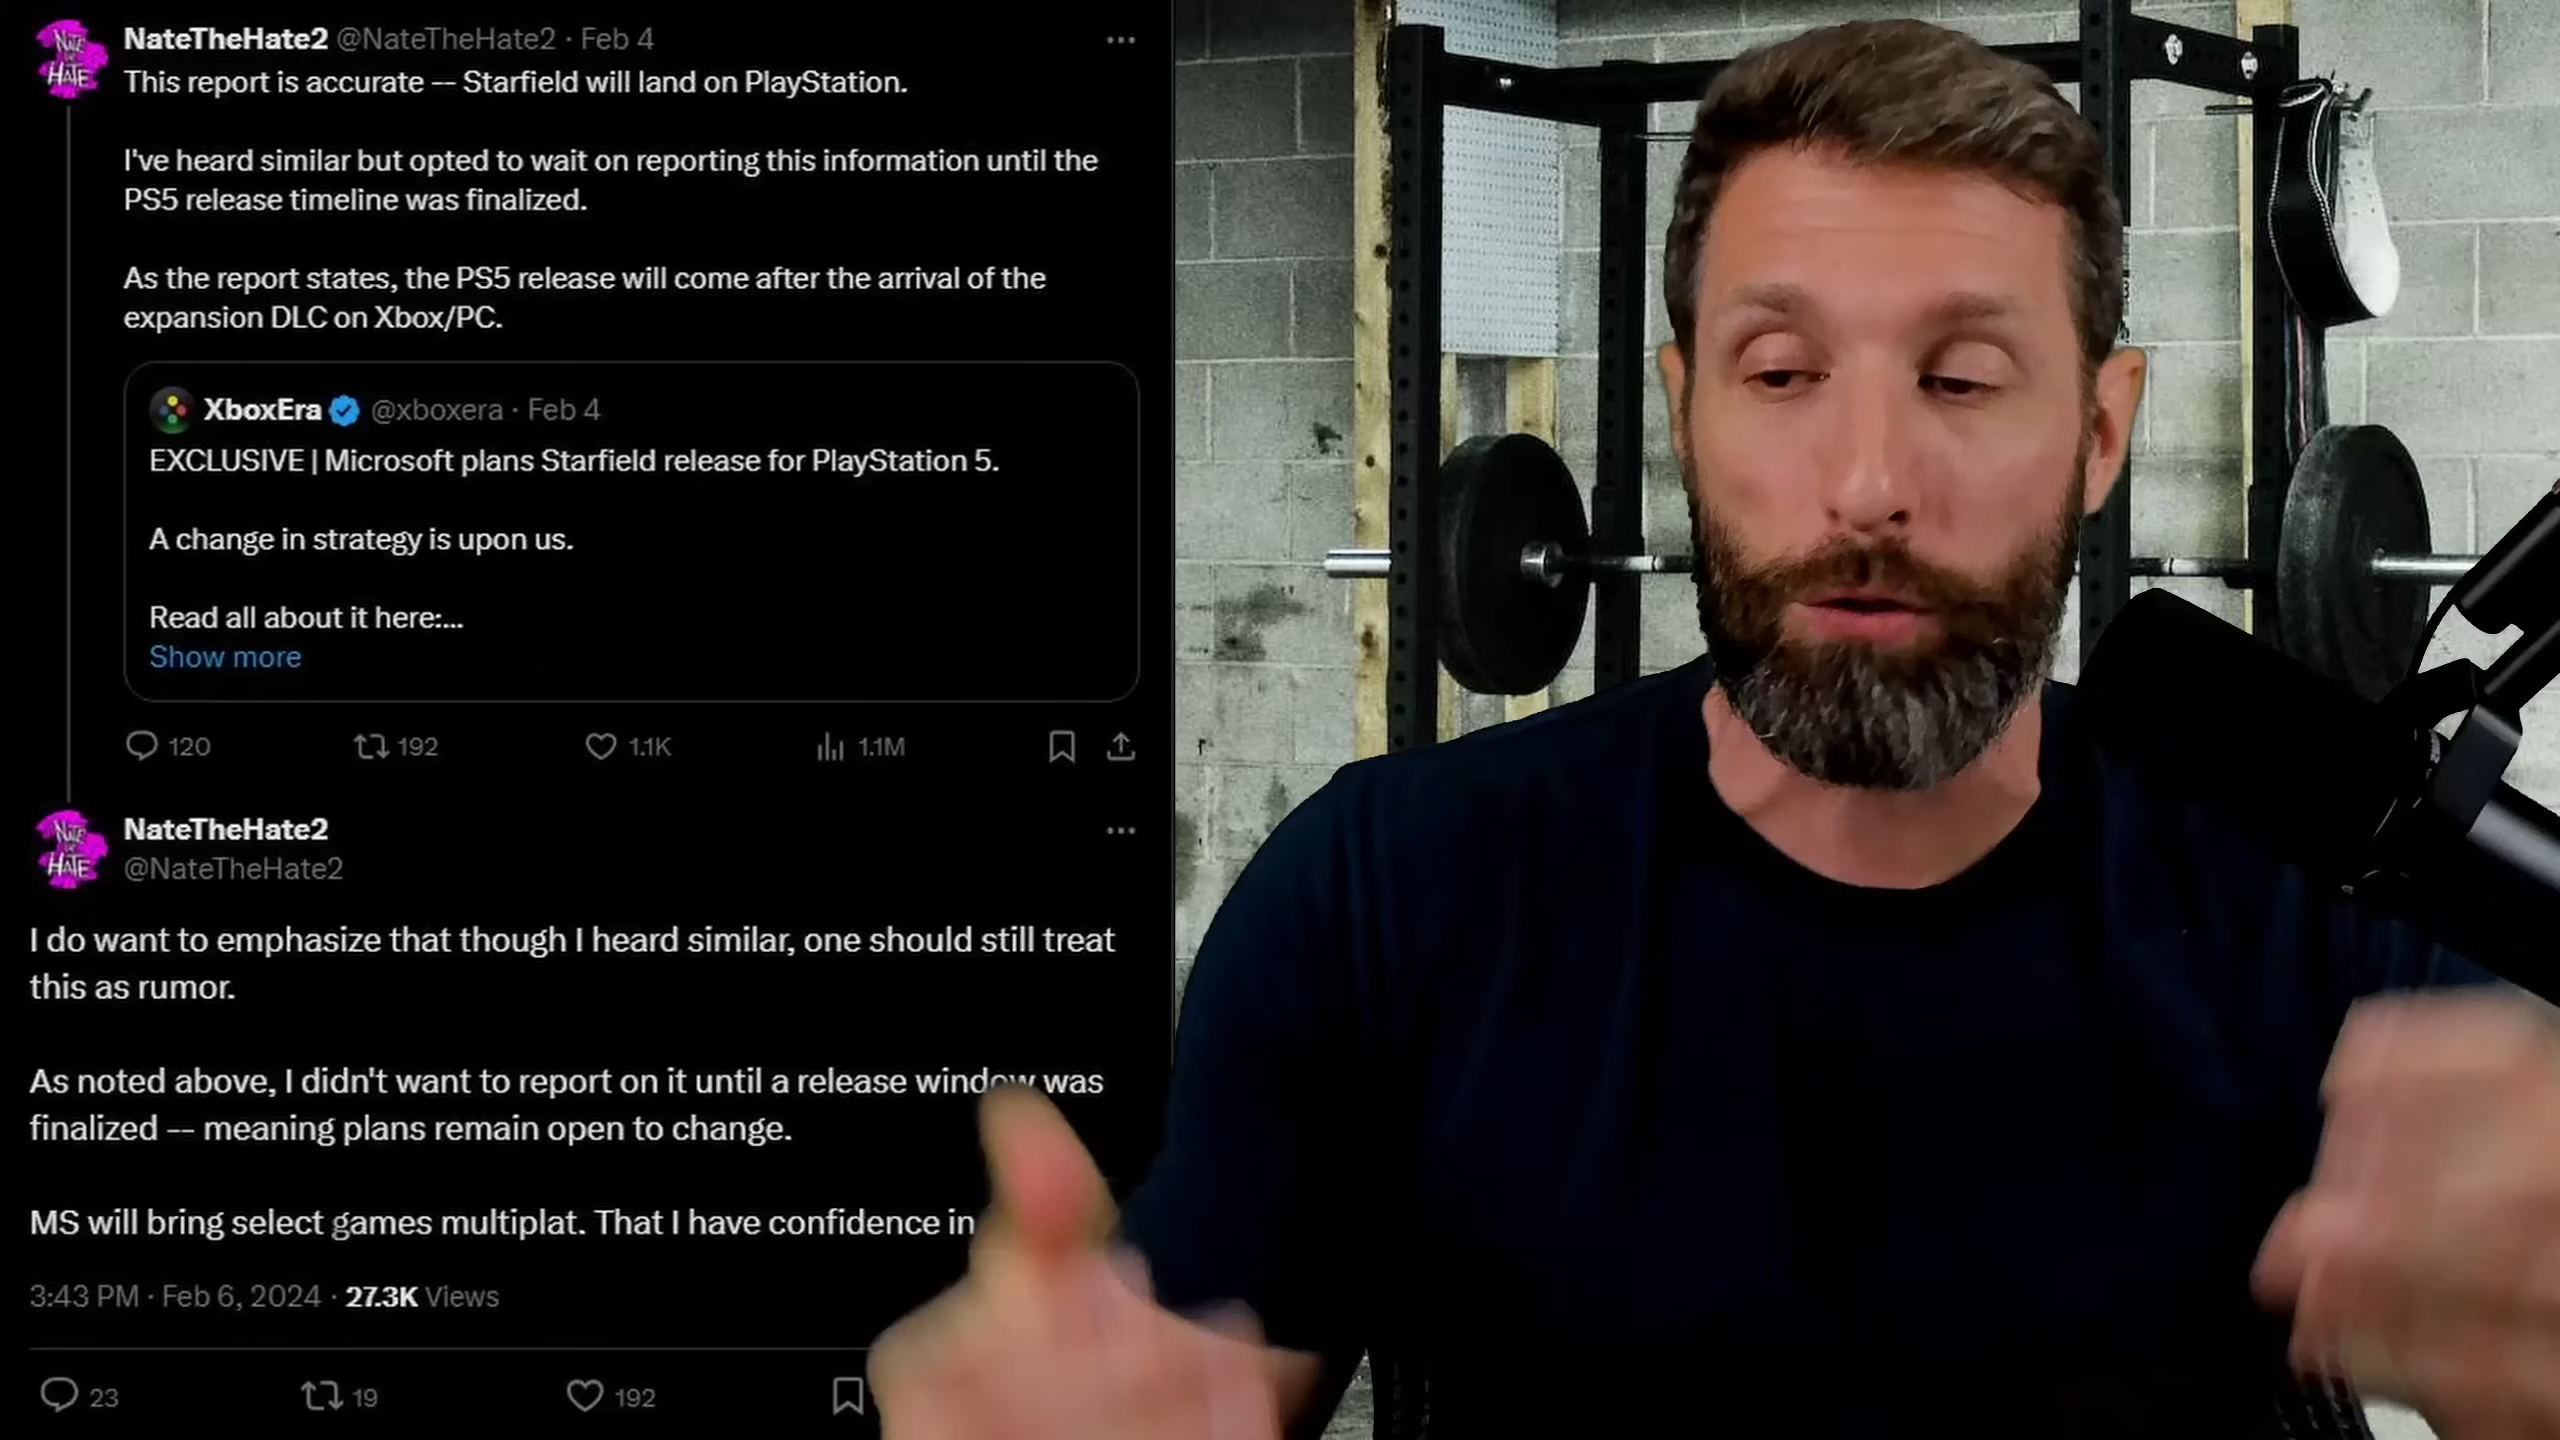 NateTheHate2 @NateTheHate2 · Feb 4
This report is accurate -- Starfield will land on PlayStation.
I've heard similar but opted to wait on reporting this information until the
PS5 release timeline was finalized.
As the report states, the PS5 release will come after the arrival of the
expansion DLC on Xbox/PC.
XboxEra @xboxera · Feb 4
EXCLUSIVE | Microsoft plans Starfield release for PlayStation 5.
A change in strategy is upon us.
Read all about it here:...
Show more
120 192 1.1K 1.1M
NATE THE HATE
NateTheHate2
@NateTheHate2
I do want to emphasize that though I heard similar, one should still treat
this as rumor.
As noted above, I didn't want to report on it until a release window was
finalized -- meaning plans remain open to change.
MS will bring select games multiplat. That I have confidence in
3:43 PM · Feb 6, 2024 · 27.3K Views
23 19 192